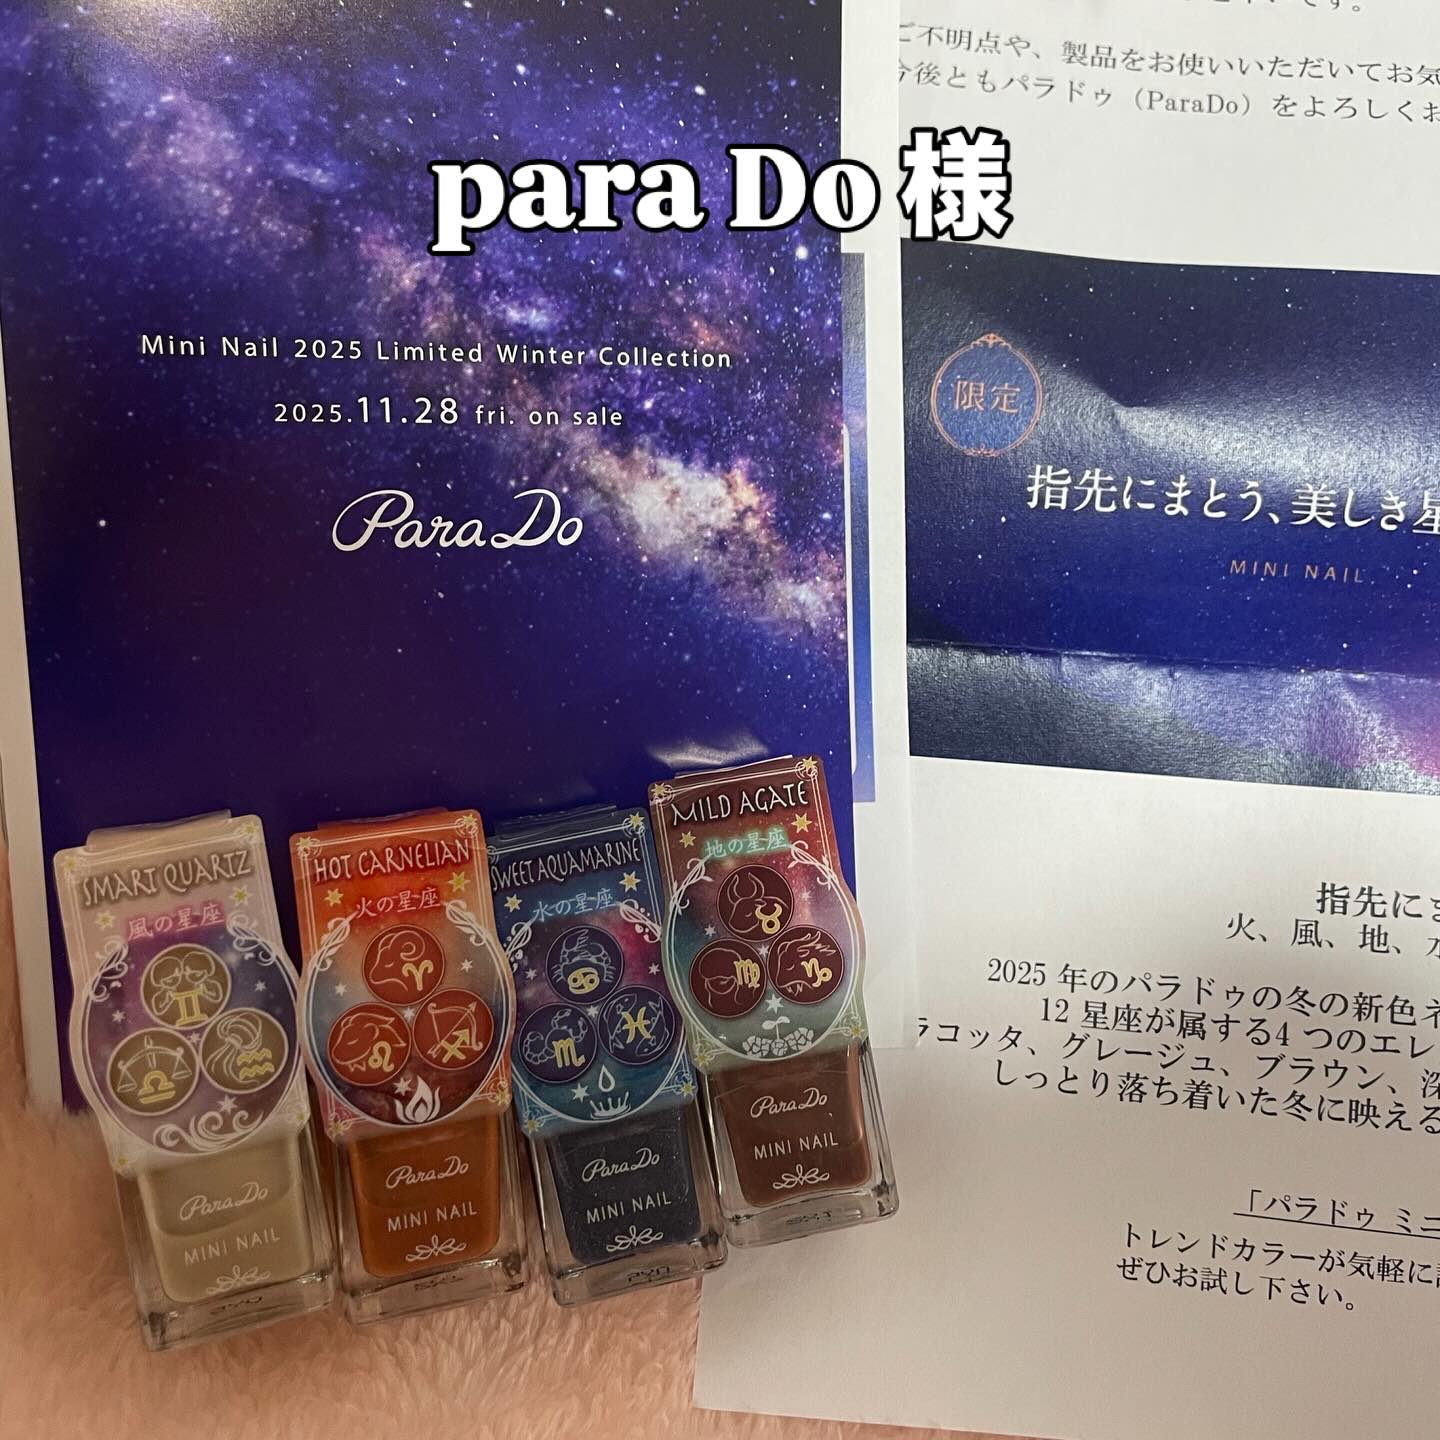 para Do 様
Mini Nail 2025 Limited Winter Collection
2025.11.28 fri. on sale
ParaDo
ご不明点や、製品をお使いいただいてお気
今後ともパラドゥ（ParaDo）をよろしくお
限定
指先にまとう、美しき星
MINI NAIL
指先にま
火、風、地、水
2025 年のパラドゥの冬の新色ネ
12 星座が属する4 つのエレ
ラコッタ、グレージュ、ブラウン、深
しっとり落ち着いた冬に映える
「パラドゥ ミニ
トレンドカラーが気軽に
ぜひお試し下さい。
SMART QUARTZ
風の星座
ParaDo
MINI NAIL
HOT CARNELIAN
火の星座
ParaDo
MINI NAIL
SWEET AQUAMARINE
水の星座
ParaDo
MINI NAIL
MILD AGATE
地の星座
ParaDo
MINI NAIL